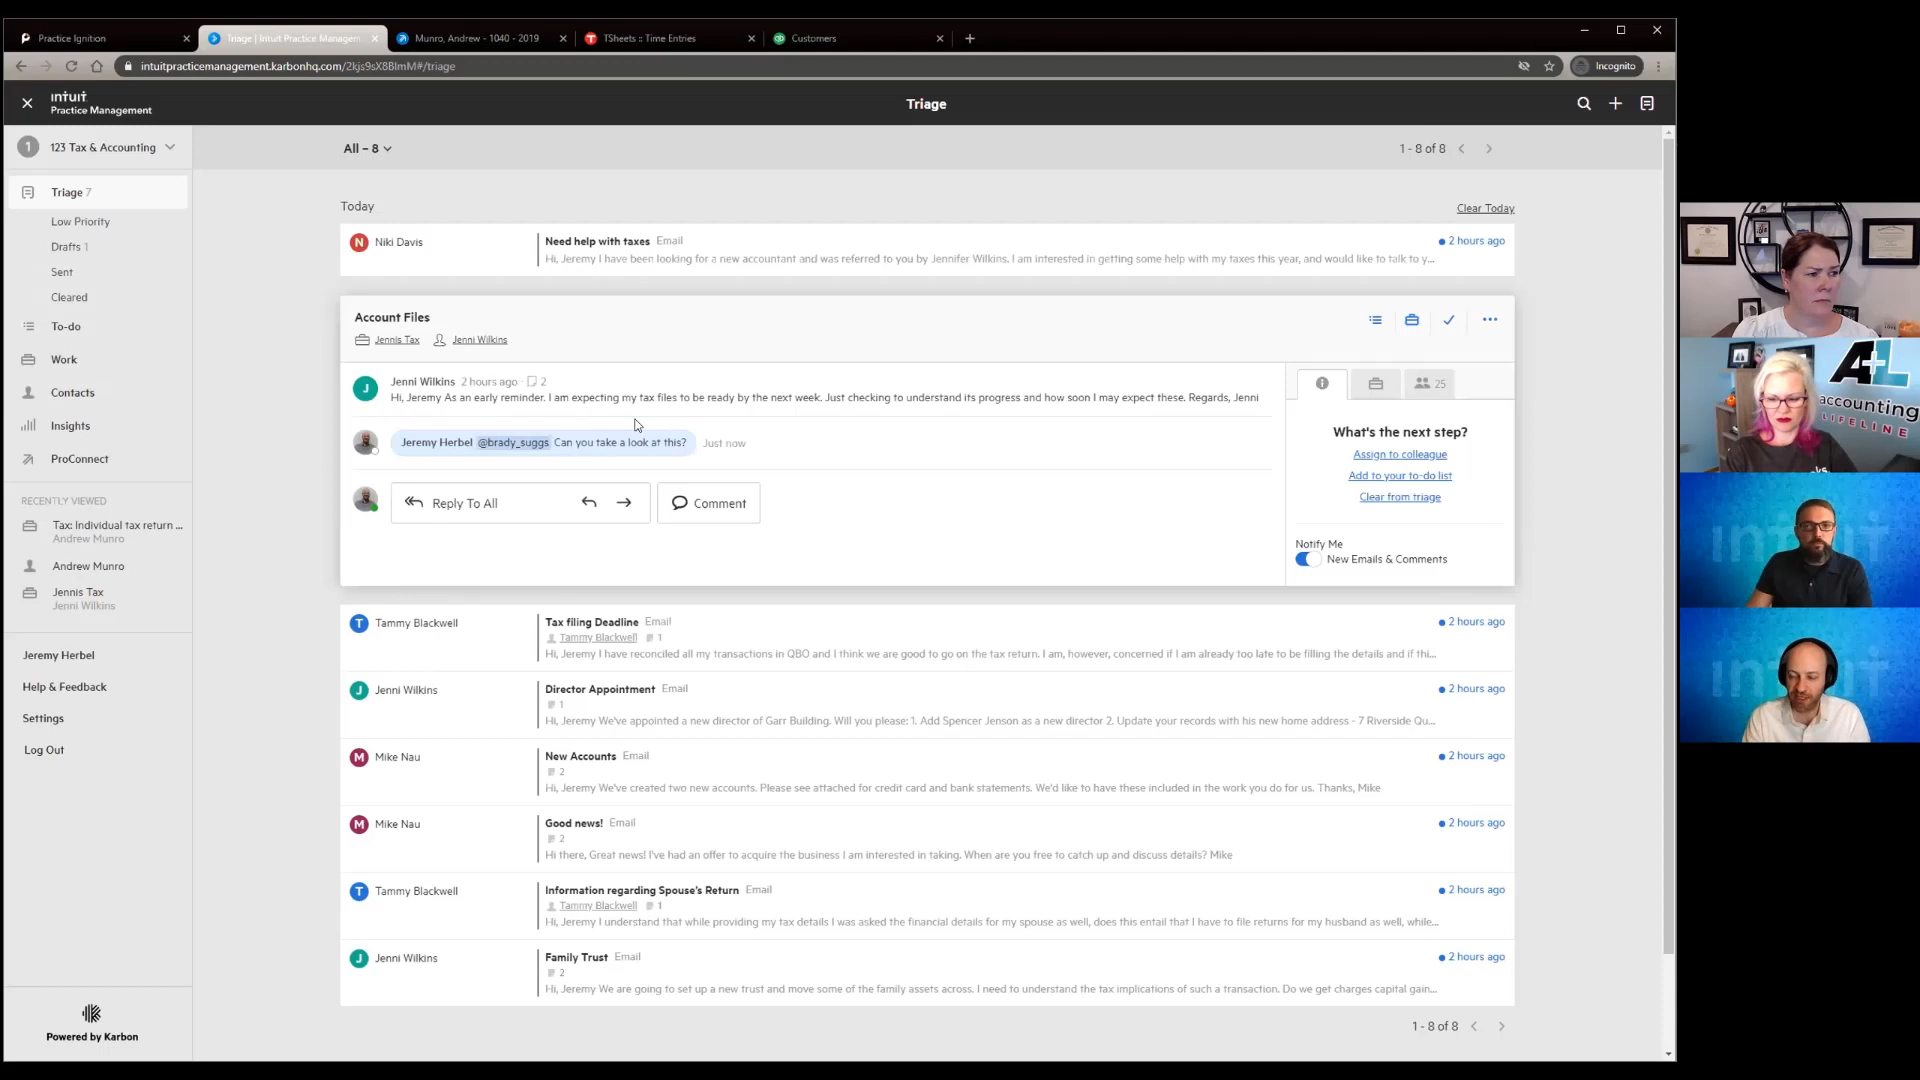 Practice Ignition
Triage | Intuit Practice Managem
Munro, Andrew - 1040 - 2019
TSheets :: Time Entries
Customers
intuitpracticemanagement.karbonhq.com/2kjs9sX8BlmM#/triage
Incognito
ıntuıt
Practice Management
Triage
1 123 Tax & Accounting
All – 8
1 - 8 of 8
Triage 7
Low Priority
Drafts 1
Sent
Cleared
To-do
Work
Contacts
Insights
ProConnect
RECENTLY VIEWED
Tax: Individual tax return ...
Andrew Munro
Andrew Munro
Jennis Tax
Jenni Wilkins
Jeremy Herbel
Help & Feedback
Settings
Log Out
Powered by Karbon
Today
Clear Today
N Niki Davis
Need help with taxes Email
2 hours ago
Hi, Jeremy I have been looking for a new accountant and was referred to you by Jennifer Wilkins. I am interested in getting some help with my taxes this year, and would like to talk to y...
Account Files
Jennis Tax Jenni Wilkins
J Jenni Wilkins 2 hours ago · 2
Hi, Jeremy As an early reminder. I am expecting my tax files to be ready by the next week. Just checking to understand its progress and how soon I may expect these. Regards, Jenni
Jeremy Herbel @brady_suggs Can you take a look at this? Just now
Reply To All
Comment
25
What's the next step?
Assign to colleague
Add to your to-do list
Clear from triage
Notify Me
New Emails & Comments
T Tammy Blackwell
Tax filing Deadline Email
2 hours ago
Tammy Blackwell 1
Hi, Jeremy I have reconciled all my transactions in QBO and I think we are good to go on the tax return. I am, however, concerned if I am already too late to be filling the details and if thi...
J Jenni Wilkins
Director Appointment Email
2 hours ago
1
Hi, Jeremy We've appointed a new director of Garr Building. Will you please: 1. Add Spencer Jenson as a new director 2. Update your records with his new home address - 7 Riverside Qu...
M Mike Nau
New Accounts Email
2 hours ago
2
Hi, Jeremy We've created two new accounts. Please see attached for credit card and bank statements. We'd like to have these included in the work you do for us. Thanks, Mike
M Mike Nau
Good news! Email
2 hours ago
2
Hi there, Great news! I've had an offer to acquire the business I am interested in taking. When are you free to catch up and discuss details? Mike
T Tammy Blackwell
Information regarding Spouse's Return Email
2 hours ago
Tammy Blackwell 1
Hi, Jeremy I understand that while providing my tax details I was asked the financial details for my spouse as well, does this entail that I have to file returns for my husband as well, while...
J Jenni Wilkins
Family Trust Email
2 hours ago
2
Hi, Jeremy We are going to set up a new trust and move some of the family assets across. I need to understand the tax implications of such a transaction. Do we get charges capital gain...
1 - 8 of 8
A+L
accounting
LIFELINE